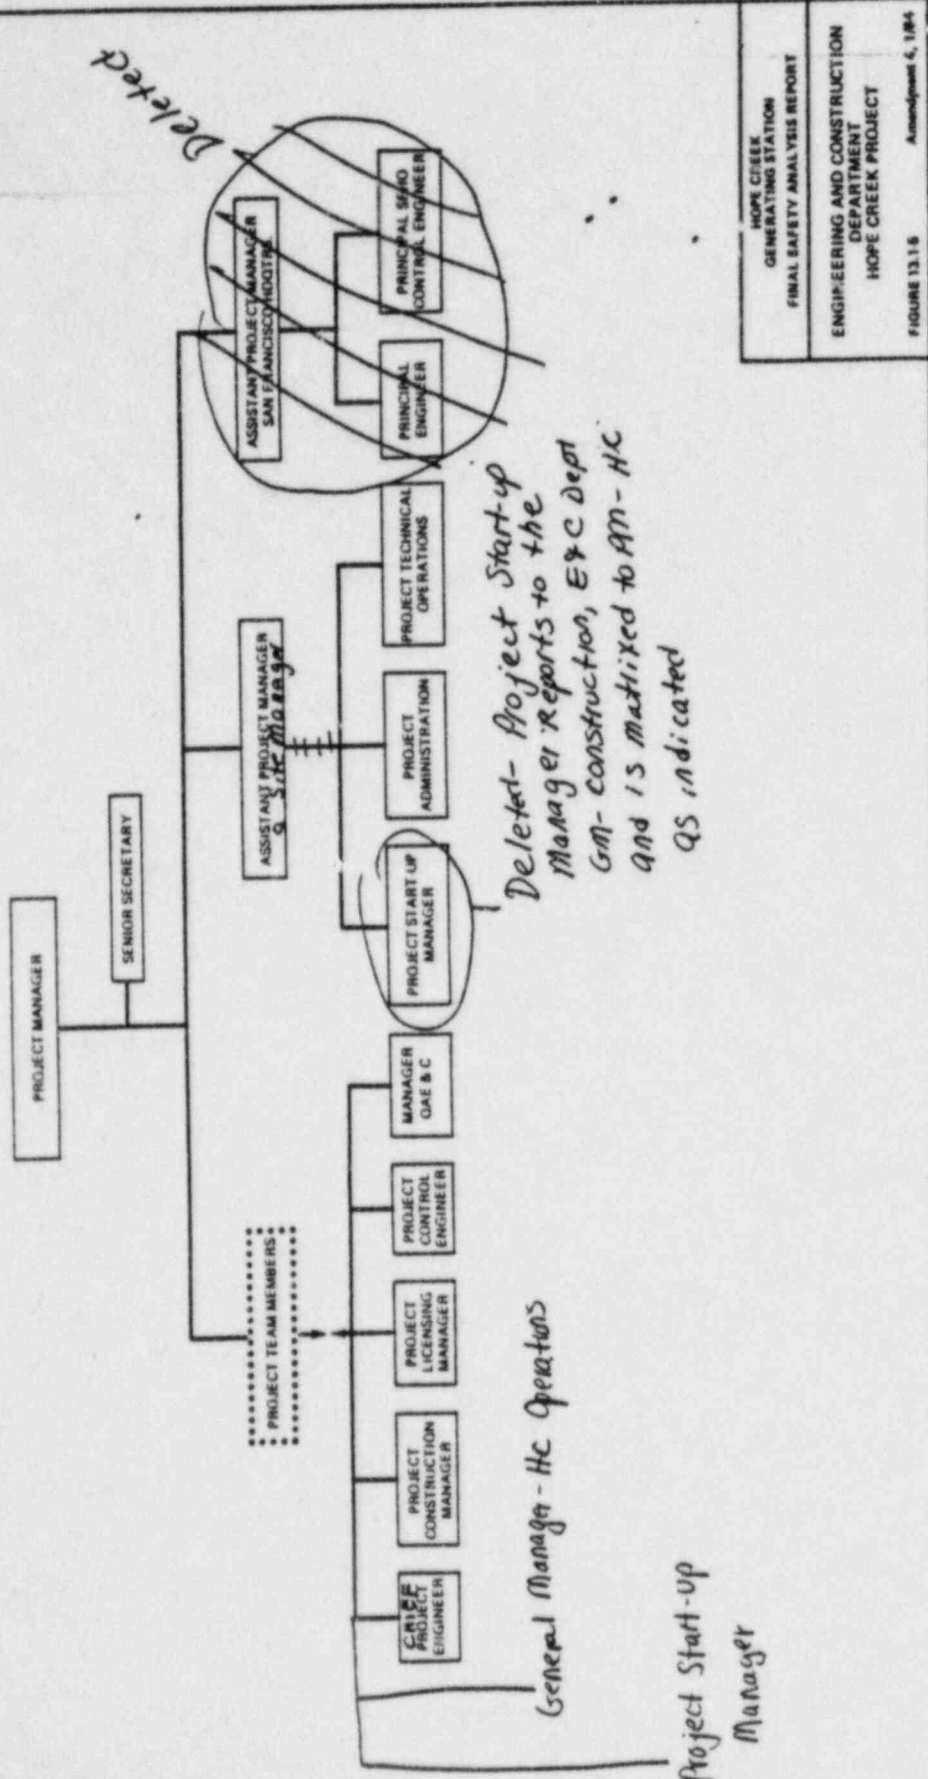 PROJECT MANAGER
SENIOR SECRETARY
PROJECT TEAM MEMBERS
ASSISTANT PROJECT MANAGER
& Site Manager
ASSISTANT PROJECT MANAGER
SAN FRANCISCO/HDQTRS.
Deleted
CHIEF
PROJECT
ENGINEER
PROJECT
CONSTRUCTION
MANAGER
PROJECT
LICENSING
MANAGER
PROJECT
CONTROL
ENGINEER
MANAGER
QAE & C
PROJECT START-UP
MANAGER
PROJECT
ADMINISTRATION
PROJECT TECHNICAL
OPERATIONS
PRINCIPAL
ENGINEER
PRINCIPAL
CONTROL ENGINEER
General Manager - HC Operations
Project Start-up
Manager
Deleted - Project Start-up
Manager Reports to the
GM- construction, E&C Dept
and is matrixed to PM- HC
as indicated
HOPE CREEK
GENERATING STATION
FINAL SAFETY ANALYSIS REPORT
ENGINEERING AND CONSTRUCTION
DEPARTMENT
HOPE CREEK PROJECT
FIGURE 13.1-5 Amendment 4, 1/84